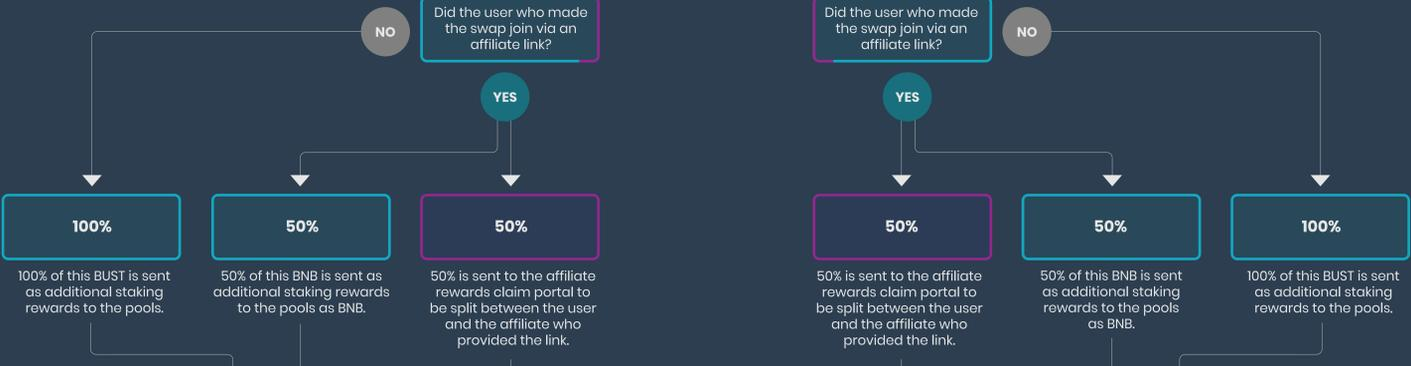 Did the user who made
the swap join via an
affiliate link?
NO
YES
100%
100% of this BUST is sent
as additional staking
rewards to the pools.
50%
50% of this BNB is sent as
additional staking rewards
to the pools as BNB.
50%
50% is sent to the affiliate
rewards claim portal to
be split between the user
and the affiliate who
provided the link.
Did the user who made
the swap join via an
affiliate link?
NO
YES
50%
50% is sent to the affiliate
rewards claim portal to
be split between the user
and the affiliate who
provided the link.
50%
50% of this BNB is sent
as additional staking
rewards to the pools
as BNB.
100%
100% of this BUST is sent
as additional staking
rewards to the pools.